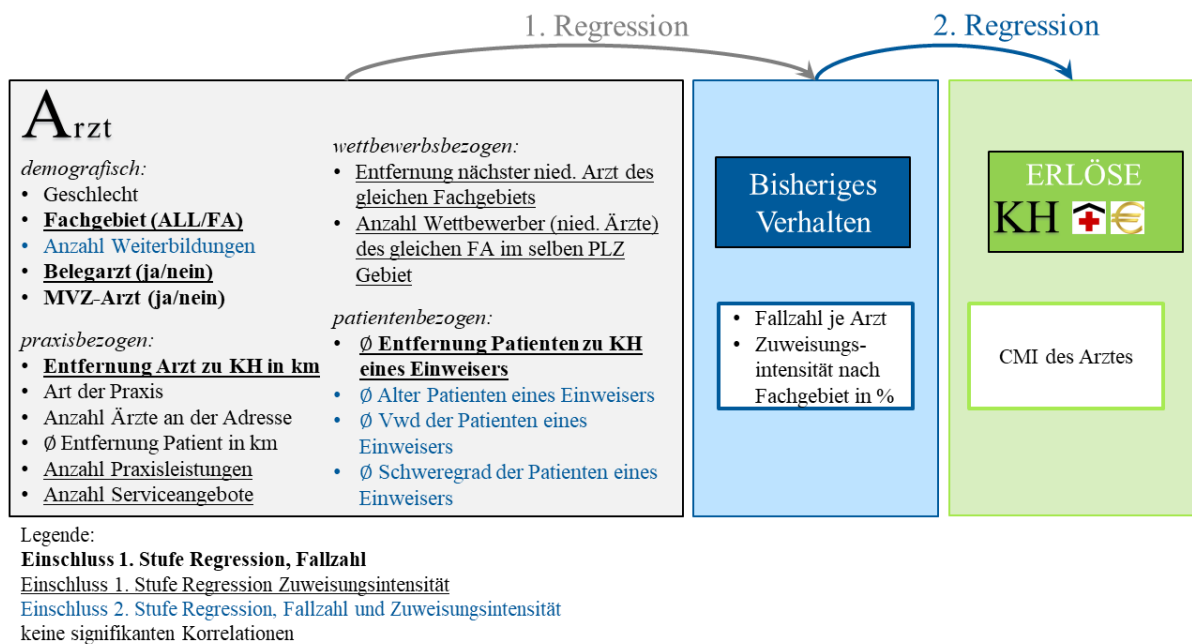 1. Regression
2. Regression
Arzt
demografisch:
• Geschlecht
• Fachgebiet (ALL/FA)
• Anzahl Weiterbildungen
• Belegarzt (ja/nein)
• MVZ-Arzt (ja/nein)
praxisbezogen:
• Entfernung Arzt zu KH in km
• Art der Praxis
• Anzahl Ärzte an der Adresse
• Ø Entfernung Patient in km
• Anzahl Praxisleistungen
• Anzahl Serviceangebote
wettbewerbsbezogen:
• Entfernung nächster nied. Arzt des
gleichen Fachgebiets
• Anzahl Wettbewerber (nied. Ärzte)
des gleichen FA im selben PLZ
Gebiet
patientenbezogen:
• Ø Entfernung Patienten zu KH
eines Einweisers
• Ø Alter Patienten eines Einweisers
• Ø Vwd der Patienten eines
Einweisers
• Ø Schweregrad der Patienten eines
Einweisers
Bisheriges
Verhalten
• Fallzahl je Arzt
• Zuweisungs-
intensität nach
Fachgebiet in %
ERLÖSE
KH €
CMI des Arztes
Legende:
Einschluss 1. Stufe Regression, Fallzahl
Einschluss 1. Stufe Regression Zuweisungsintensität
Einschluss 2. Stufe Regression, Fallzahl und Zuweisungsintensität
keine signifikanten Korrelationen